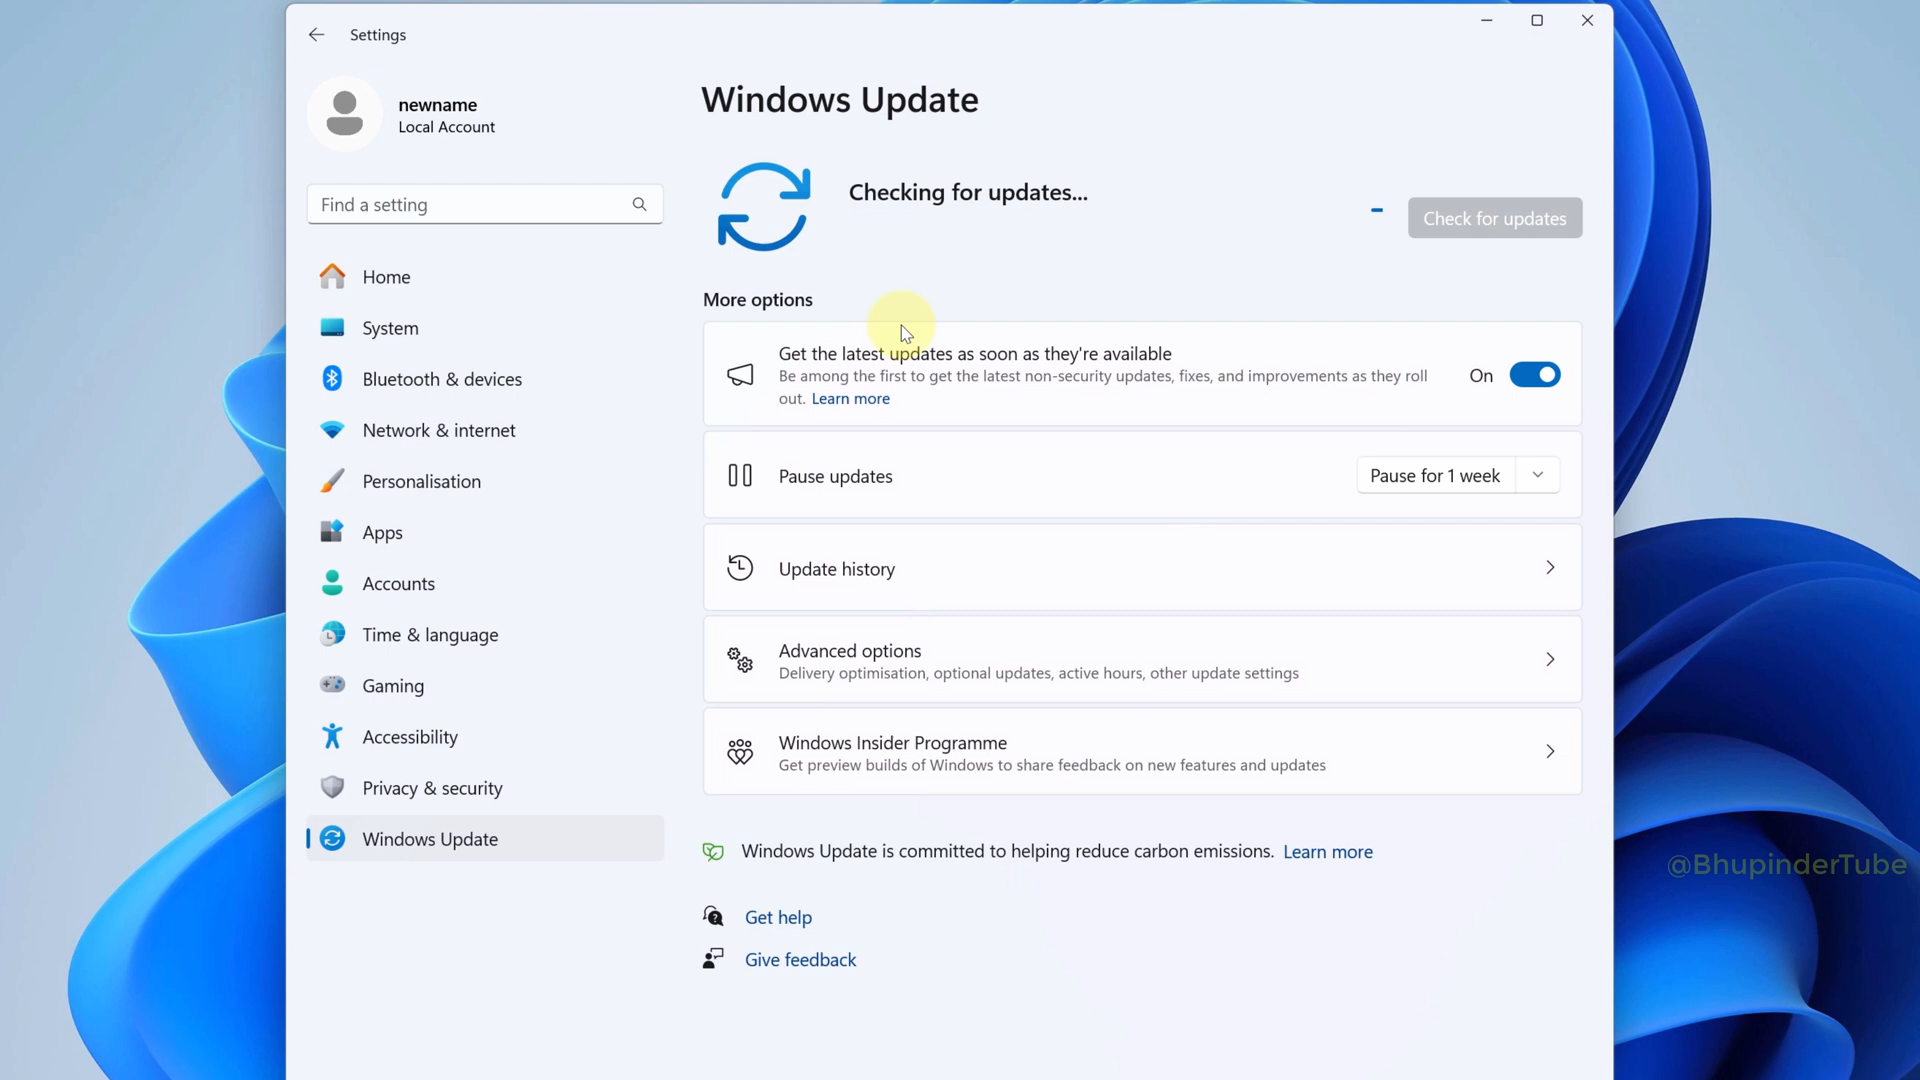 Settings
newname
Local Account
Find a setting
Home
System
Bluetooth & devices
Network & internet
Personalisation
Apps
Accounts
Time & language
Gaming
Accessibility
Privacy & security
Windows Update
Windows Update
Checking for updates...
Check for updates
More options
Get the latest updates as soon as they're available
Be among the first to get the latest non-security updates, fixes, and improvements as they roll
out. Learn more
On
Pause updates
Pause for 1 week
Update history
Advanced options
Delivery optimisation, optional updates, active hours, other update settings
Windows Insider Programme
Get preview builds of Windows to share feedback on new features and updates
Windows Update is committed to helping reduce carbon emissions. Learn more
Get help
Give feedback
@BhupinderTube